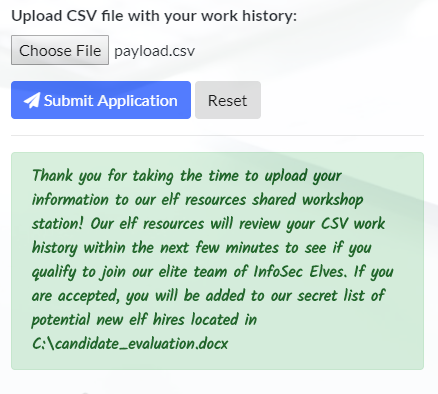 Upload CSV file with your work history:
Choose File payload.csv
Submit Application Reset
Thank you for taking the time to upload your
information to our elf resources shared workshop
station! Our elf resources will review your CSV work
history within the next few minutes to see if you
qualify to join our elite team of InfoSec Elves. If you
are accepted, you will be added to our secret list of
potential new elf hires located in
C:\candidate_evaluation.docx